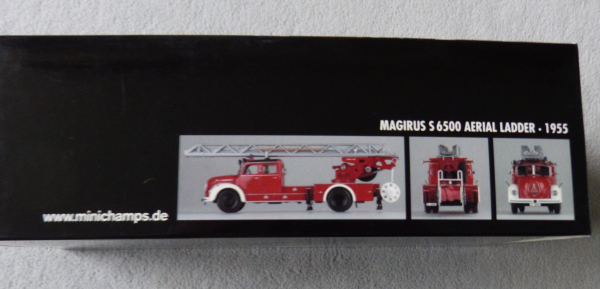 MAGIRUS S 6500 AERIAL LADDER - 1955
www.minichamps.de